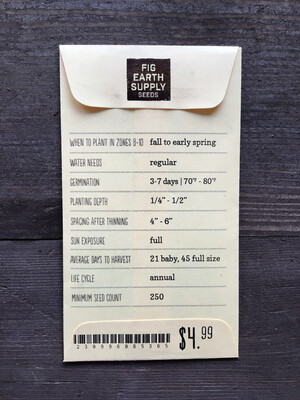 FIG
EARTH
SUPPLY
SEEDS
WHEN TO PLANT IN ZONES 8-10 fall to early spring
WATER NEEDS regular
GERMINATION 3-7 days | 70° - 80°
PLANTING DEPTH 1/4" - 1/2"
SPACING AFTER THINNING 4" - 6"
SUN EXPOSURE full
AVERAGE DAYS TO HARVEST 21 baby, 45 full size
LIFE CYCLE annual
MINIMUM SEED COUNT 250
$4.99